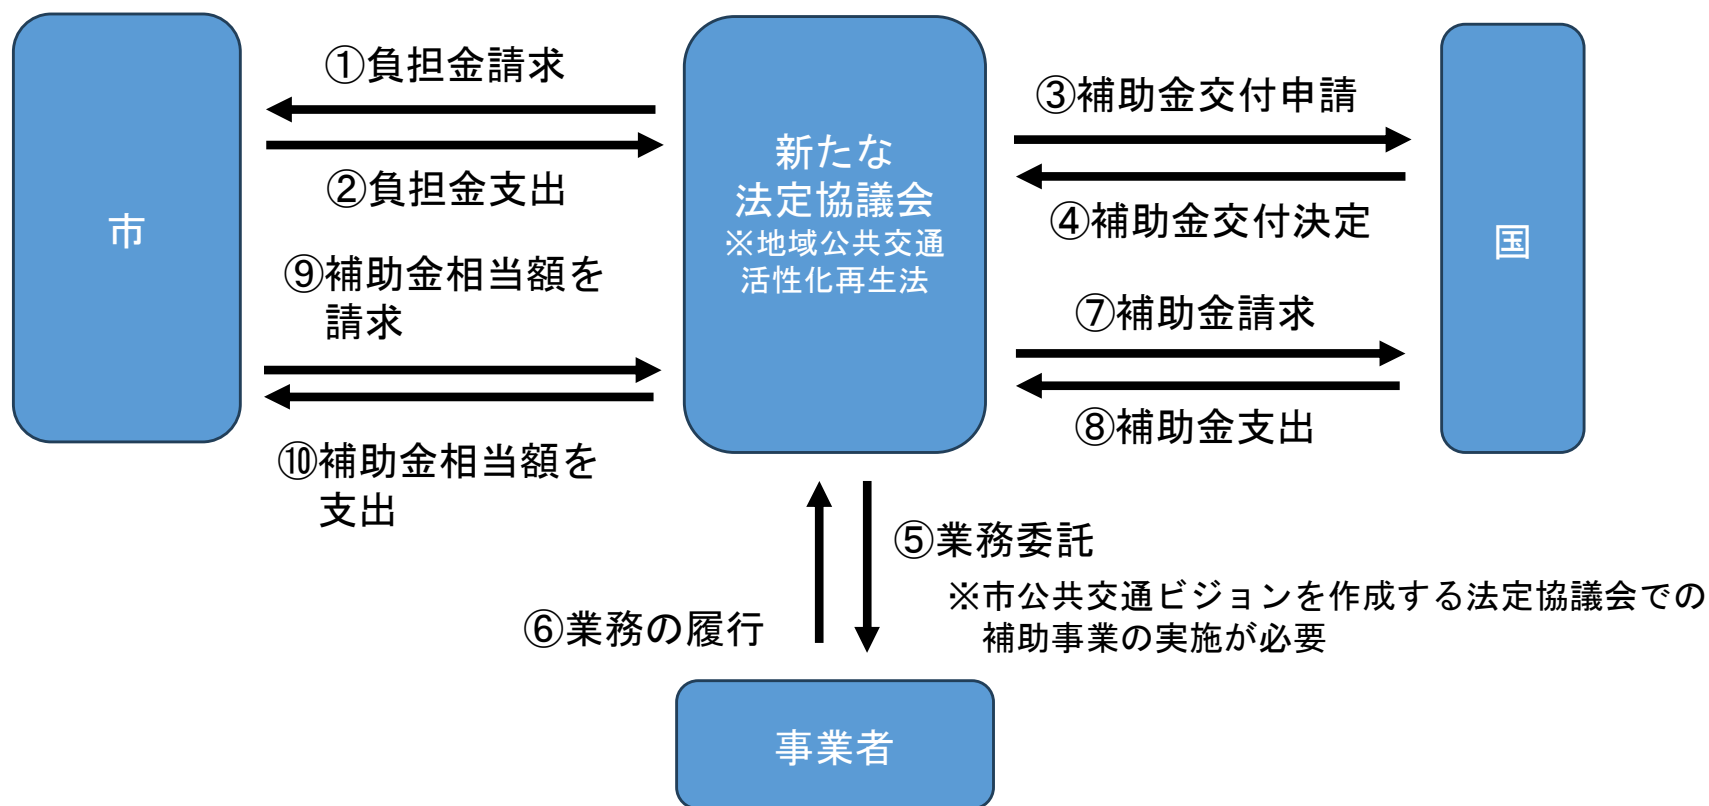 市
①負担金請求
②負担金支出
⑨補助金相当額を
請求
⑩補助金相当額を
支出
新たな
法定協議会
※地域公共交通
活性化再生法
③補助金交付申請
④補助金交付決定
⑦補助金請求
⑧補助金支出
国
⑤業務委託
※市公共交通ビジョンを作成する法定協議会での
補助事業の実施が必要
⑥業務の履行
事業者